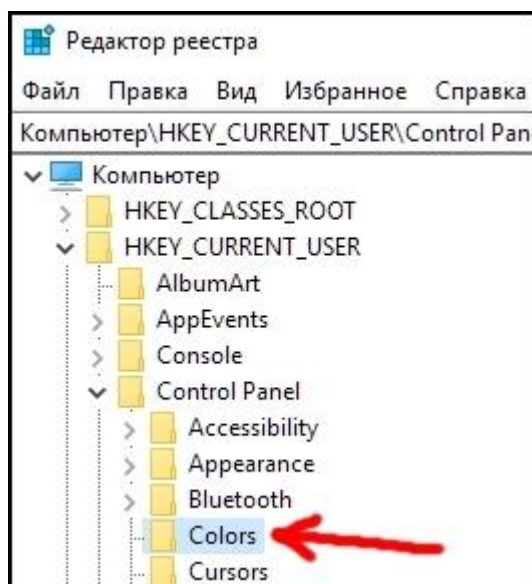 Редактор реестра
Файл Правка Вид Избранное Справка
Компьютер\HKEY_CURRENT_USER\Control Pan
Компьютер
HKEY_CLASSES_ROOT
HKEY_CURRENT_USER
AlbumArt
AppEvents
Console
Control Panel
Accessibility
Appearance
Bluetooth
Colors
Cursors